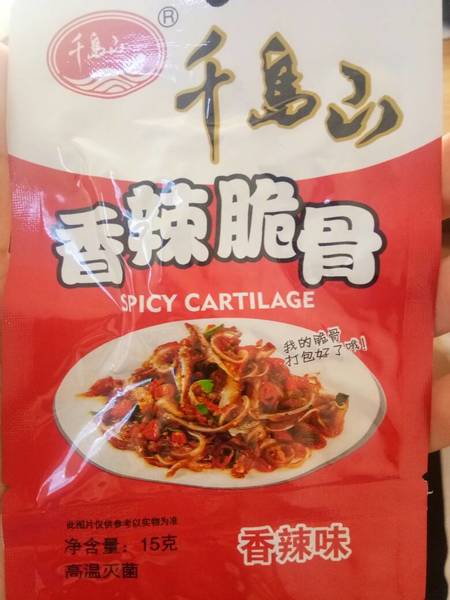 千鳥山
®
千鳥山
香辣脆骨
SPICY CARTILAGE
我的脆骨
打包好了哦!
此图片仅供参考以实物为准
净含量：15克
高温灭菌
香辣味